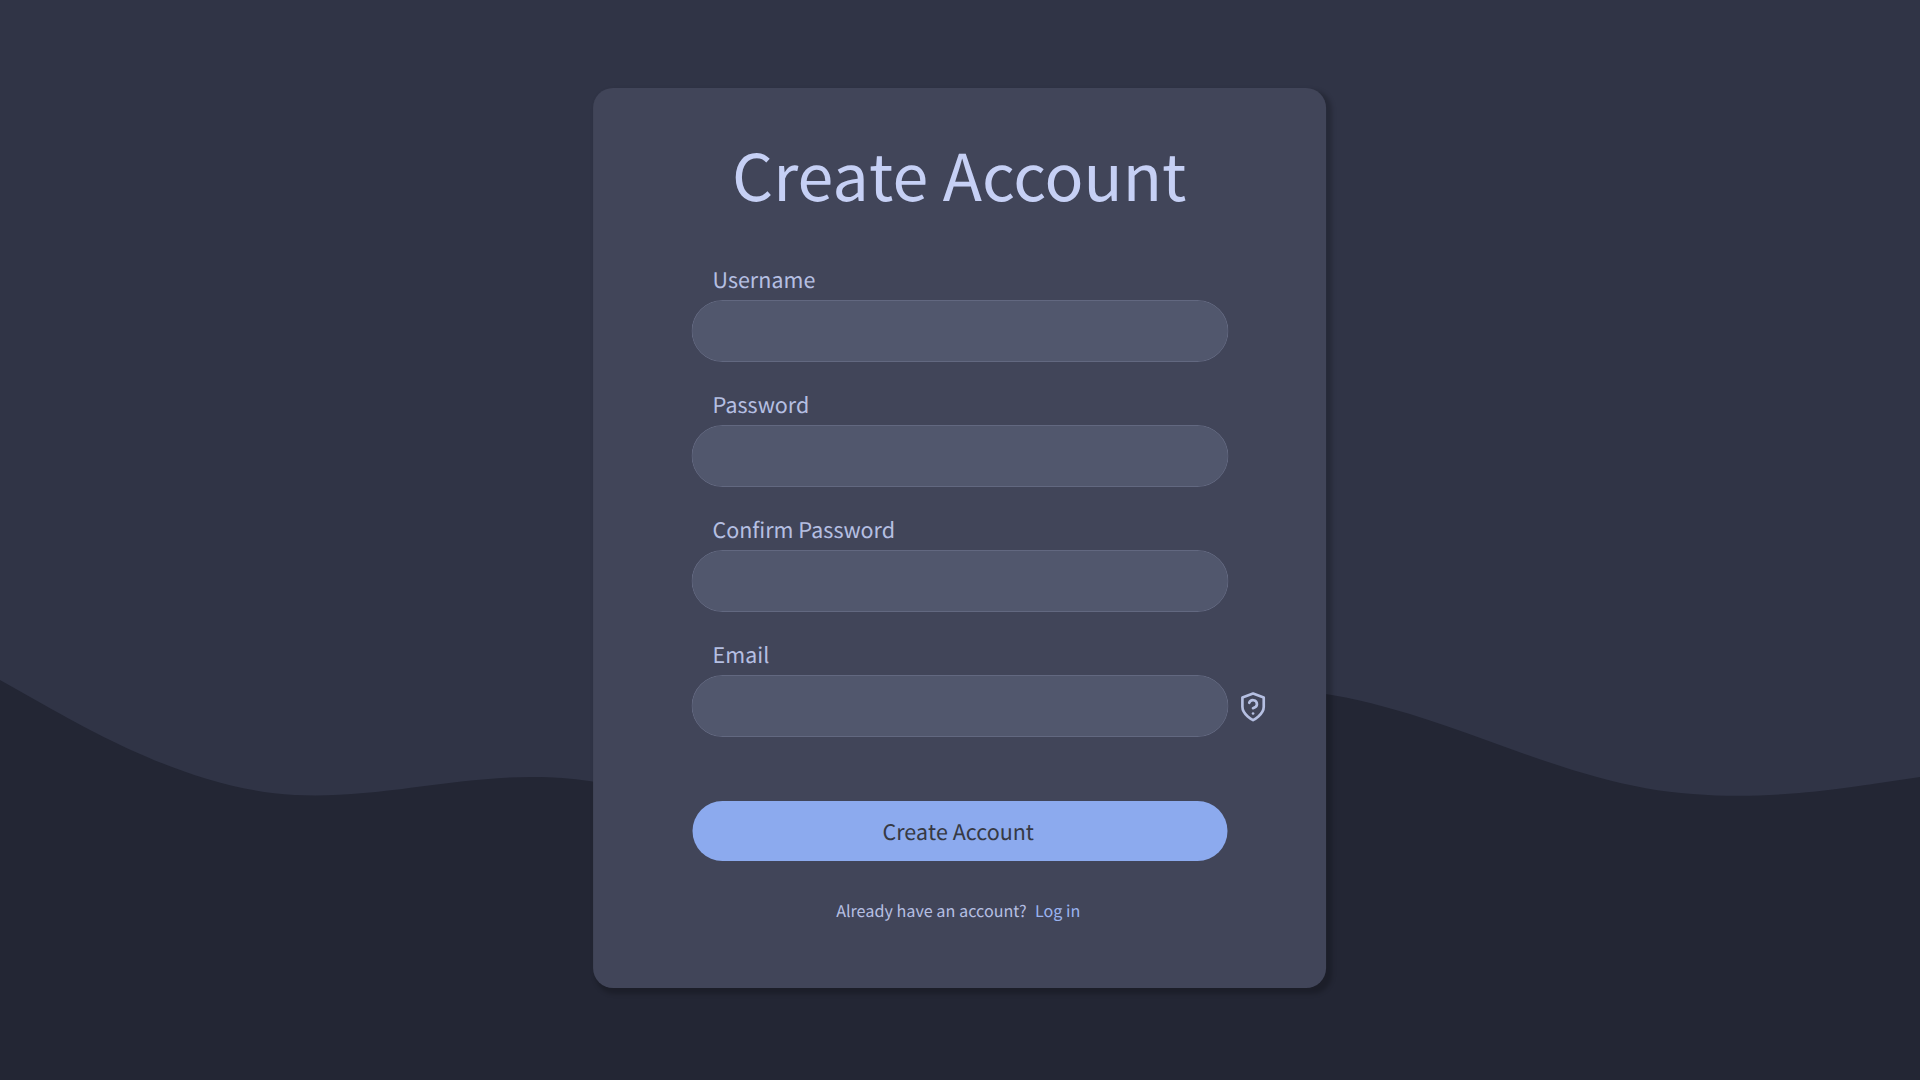 Create Account
Username
Password
Confirm Password
Email
?
Create Account
Already have an account? Log in